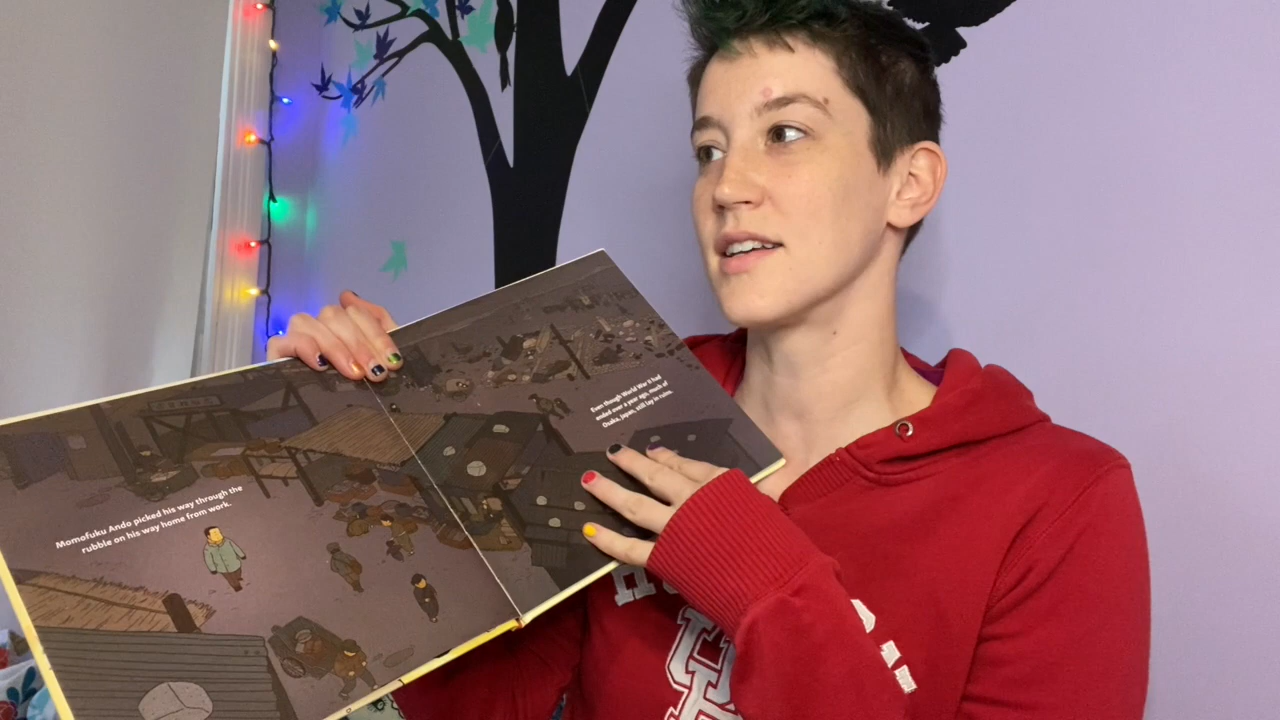 Momofuku Ando picked his way through the
rubble on his way home from work.
Even though World War II had
ended over a year ago, much of
Osaka, Japan, still lay in ruins.